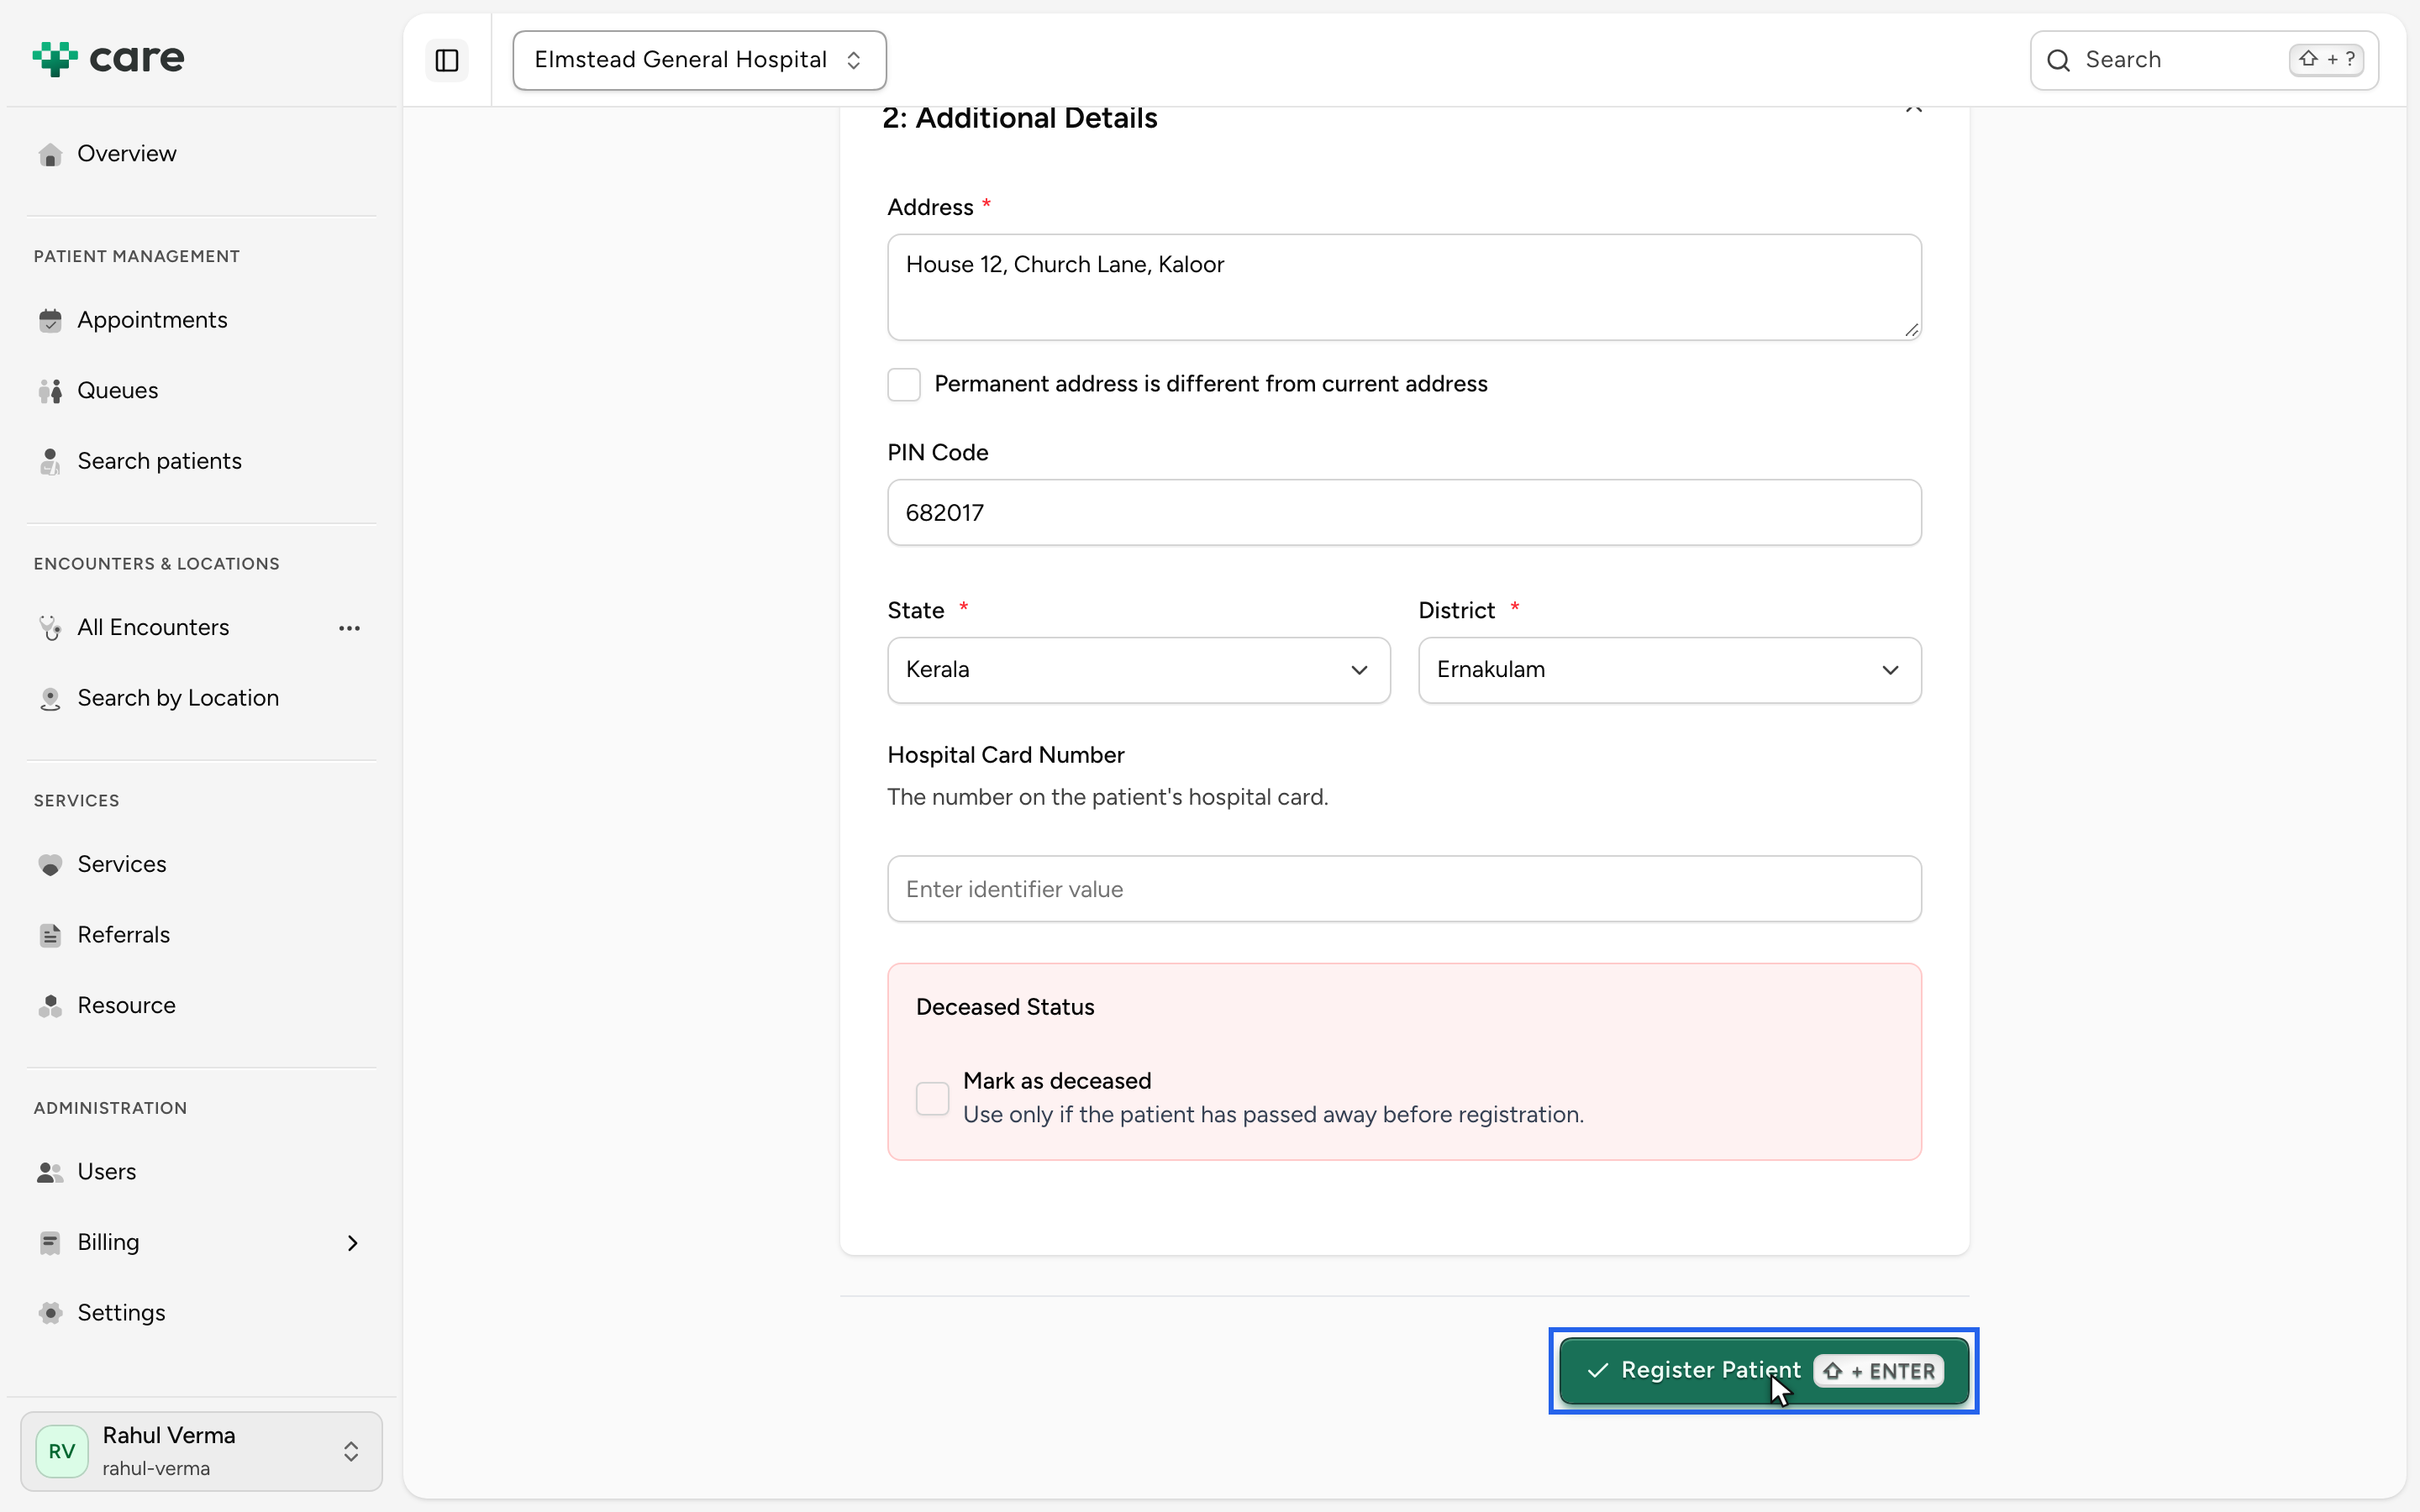 care
Elmstead General Hospital
Search
+ ?
Overview
PATIENT MANAGEMENT
Appointments
Queues
Search patients
ENCOUNTERS & LOCATIONS
All Encounters
Search by Location
SERVICES
Services
Referrals
Resource
ADMINISTRATION
Users
Billing
Settings
RV
Rahul Verma
rahul-verma
2: Additional Details
Address *
House 12, Church Lane, Kaloor
Permanent address is different from current address
PIN Code
682017
State *
District *
Kerala
Ernakulam
Hospital Card Number
The number on the patient's hospital card.
Enter identifier value
Deceased Status
Mark as deceased
Use only if the patient has passed away before registration.
Register Patient
+ ENTER